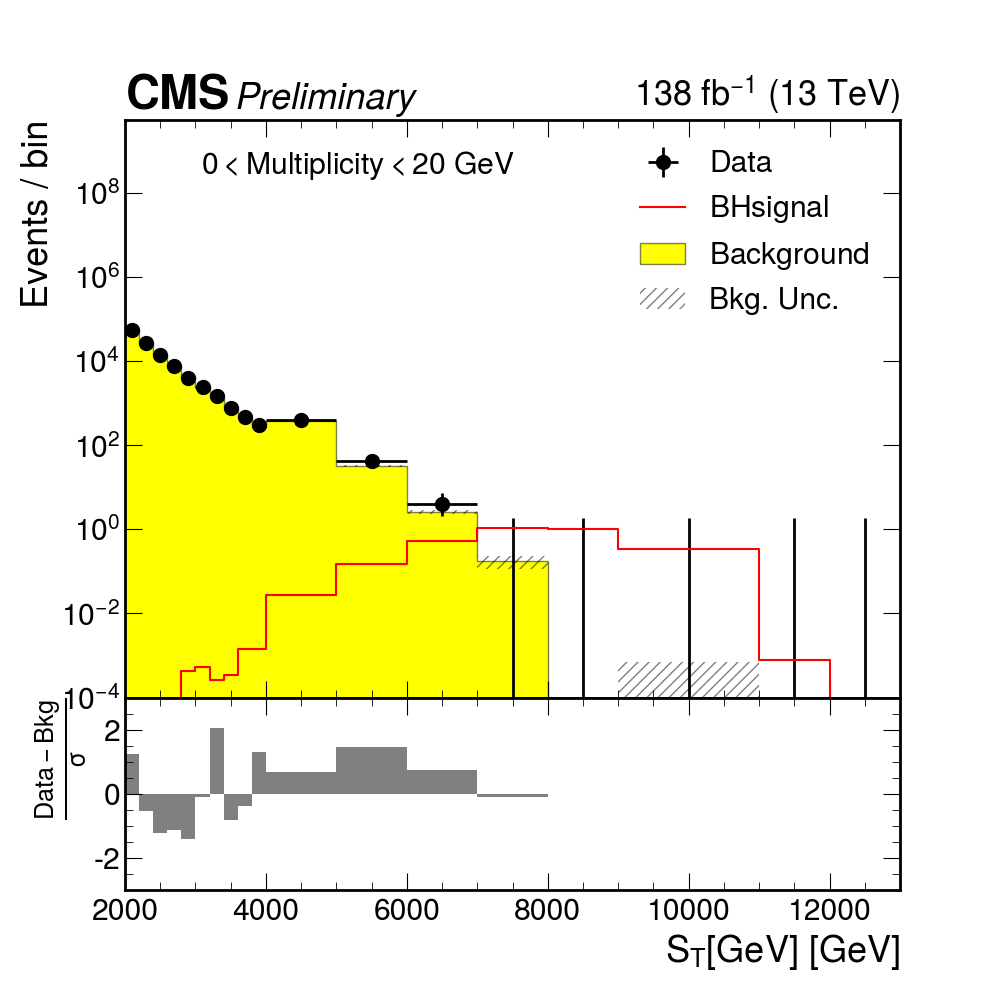 CMS Preliminary 138 fb⁻¹ (13 TeV)
Events / bin
0 < Multiplicity < 20 GeV
Data
BHsignal
Background
Bkg. Unc.
10⁸
10⁶
10⁴
10²
10⁰
10⁻²
10⁻⁴
Data − Bkg
σ
2
0
-2
2000 4000 6000 8000 10000 12000
S_T[GeV] [GeV]